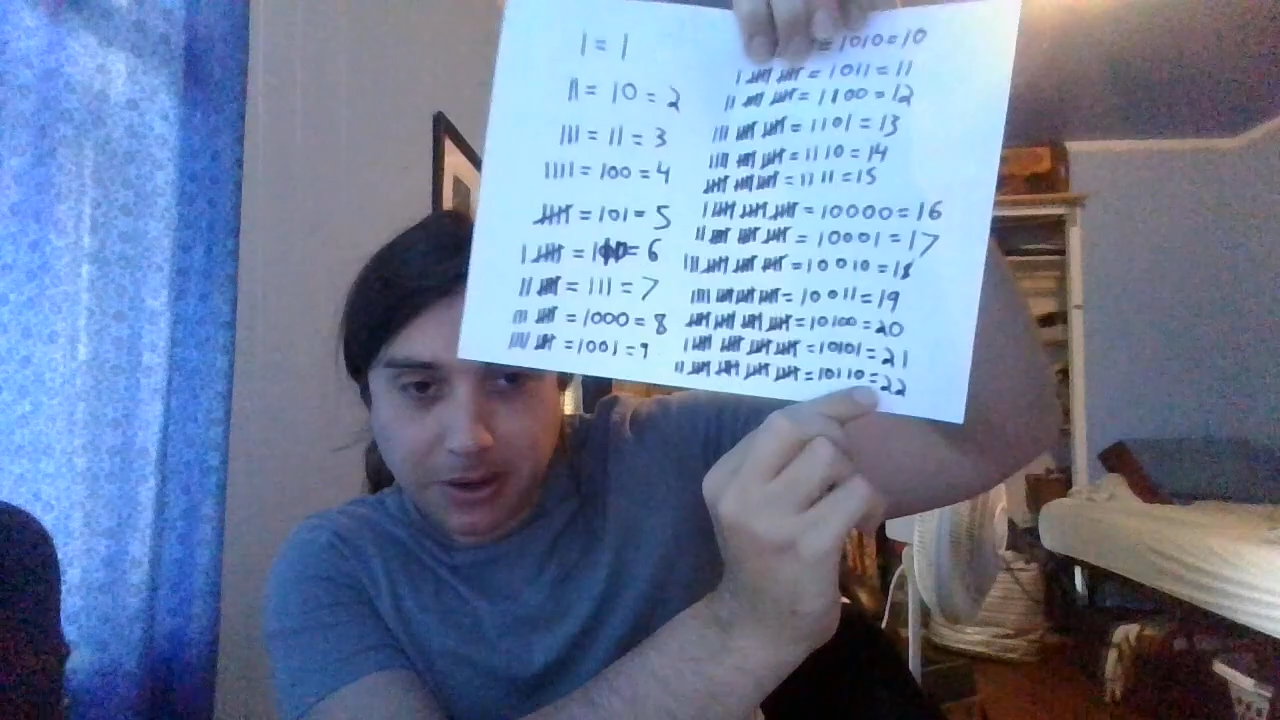 | = 1
|| = 10 = 2
||| = 11 = 3
|||| = 100 = 4
卌 = 101 = 5
| 卌 = 110 = 6
|| 卌 = 111 = 7
||| 卌 = 1000 = 8
|||| 卌 = 1001 = 9
= 1010 = 10
| 卌 卌 = 1011 = 11
|| 卌 卌 = 1100 = 12
||| 卌 卌 = 1101 = 13
|||| 卌 卌 = 1110 = 14
卌 卌 卌 = 1111 = 15
| 卌 卌 卌 = 10000 = 16
|| 卌 卌 卌 = 10001 = 17
||| 卌 卌 卌 = 10010 = 18
|||| 卌 卌 卌 = 10011 = 19
卌 卌 卌 卌 = 10100 = 20
| 卌 卌 卌 卌 = 10101 = 21
|| 卌 卌 卌 卌 = 10110 = 22